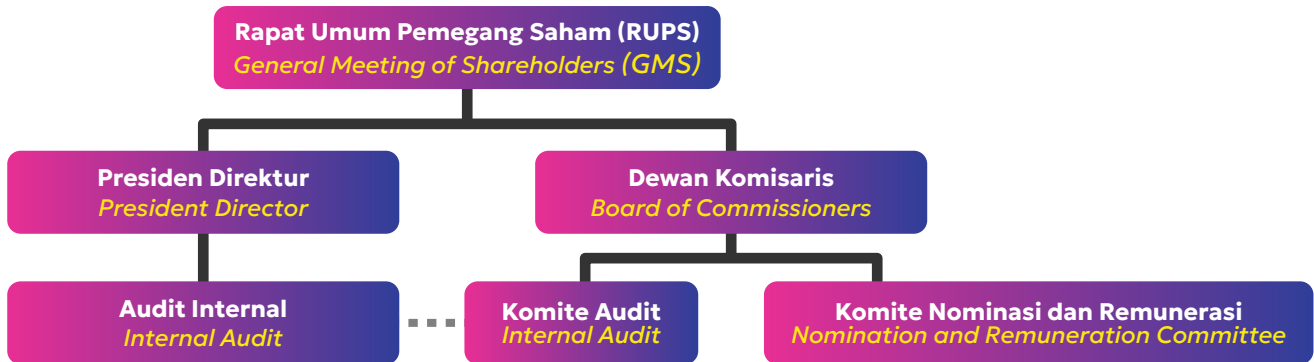 Rapat Umum Pemegang Saham (RUPS)
General Meeting of Shareholders (GMS)
Presiden Direktur
President Director
Dewan Komisaris
Board of Commissioners
Audit Internal
Internal Audit
Komite Audit
Internal Audit
Komite Nominasi dan Remunerasi
Nomination and Remuneration Committee